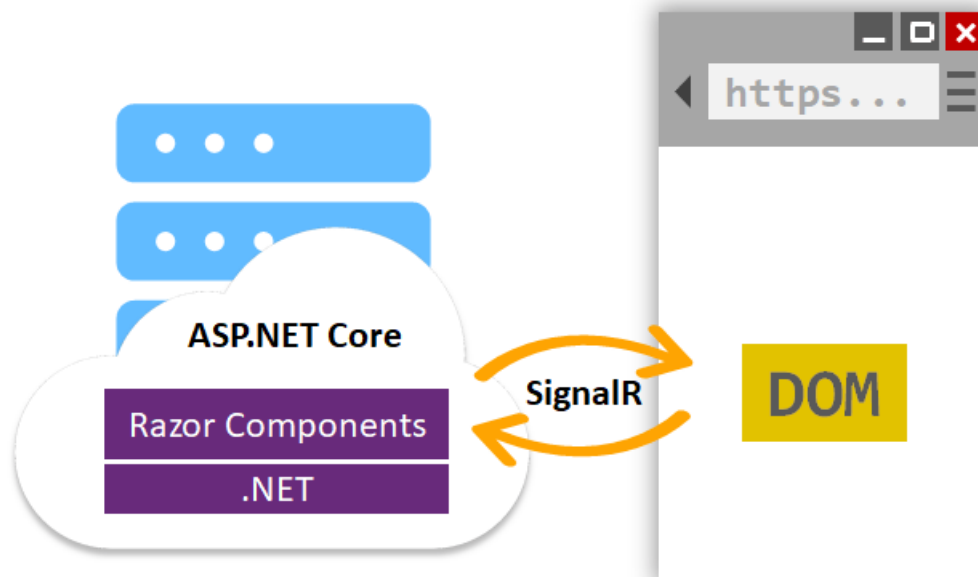 https...
ASP.NET Core
SignalR
DOM
Razor Components
.NET